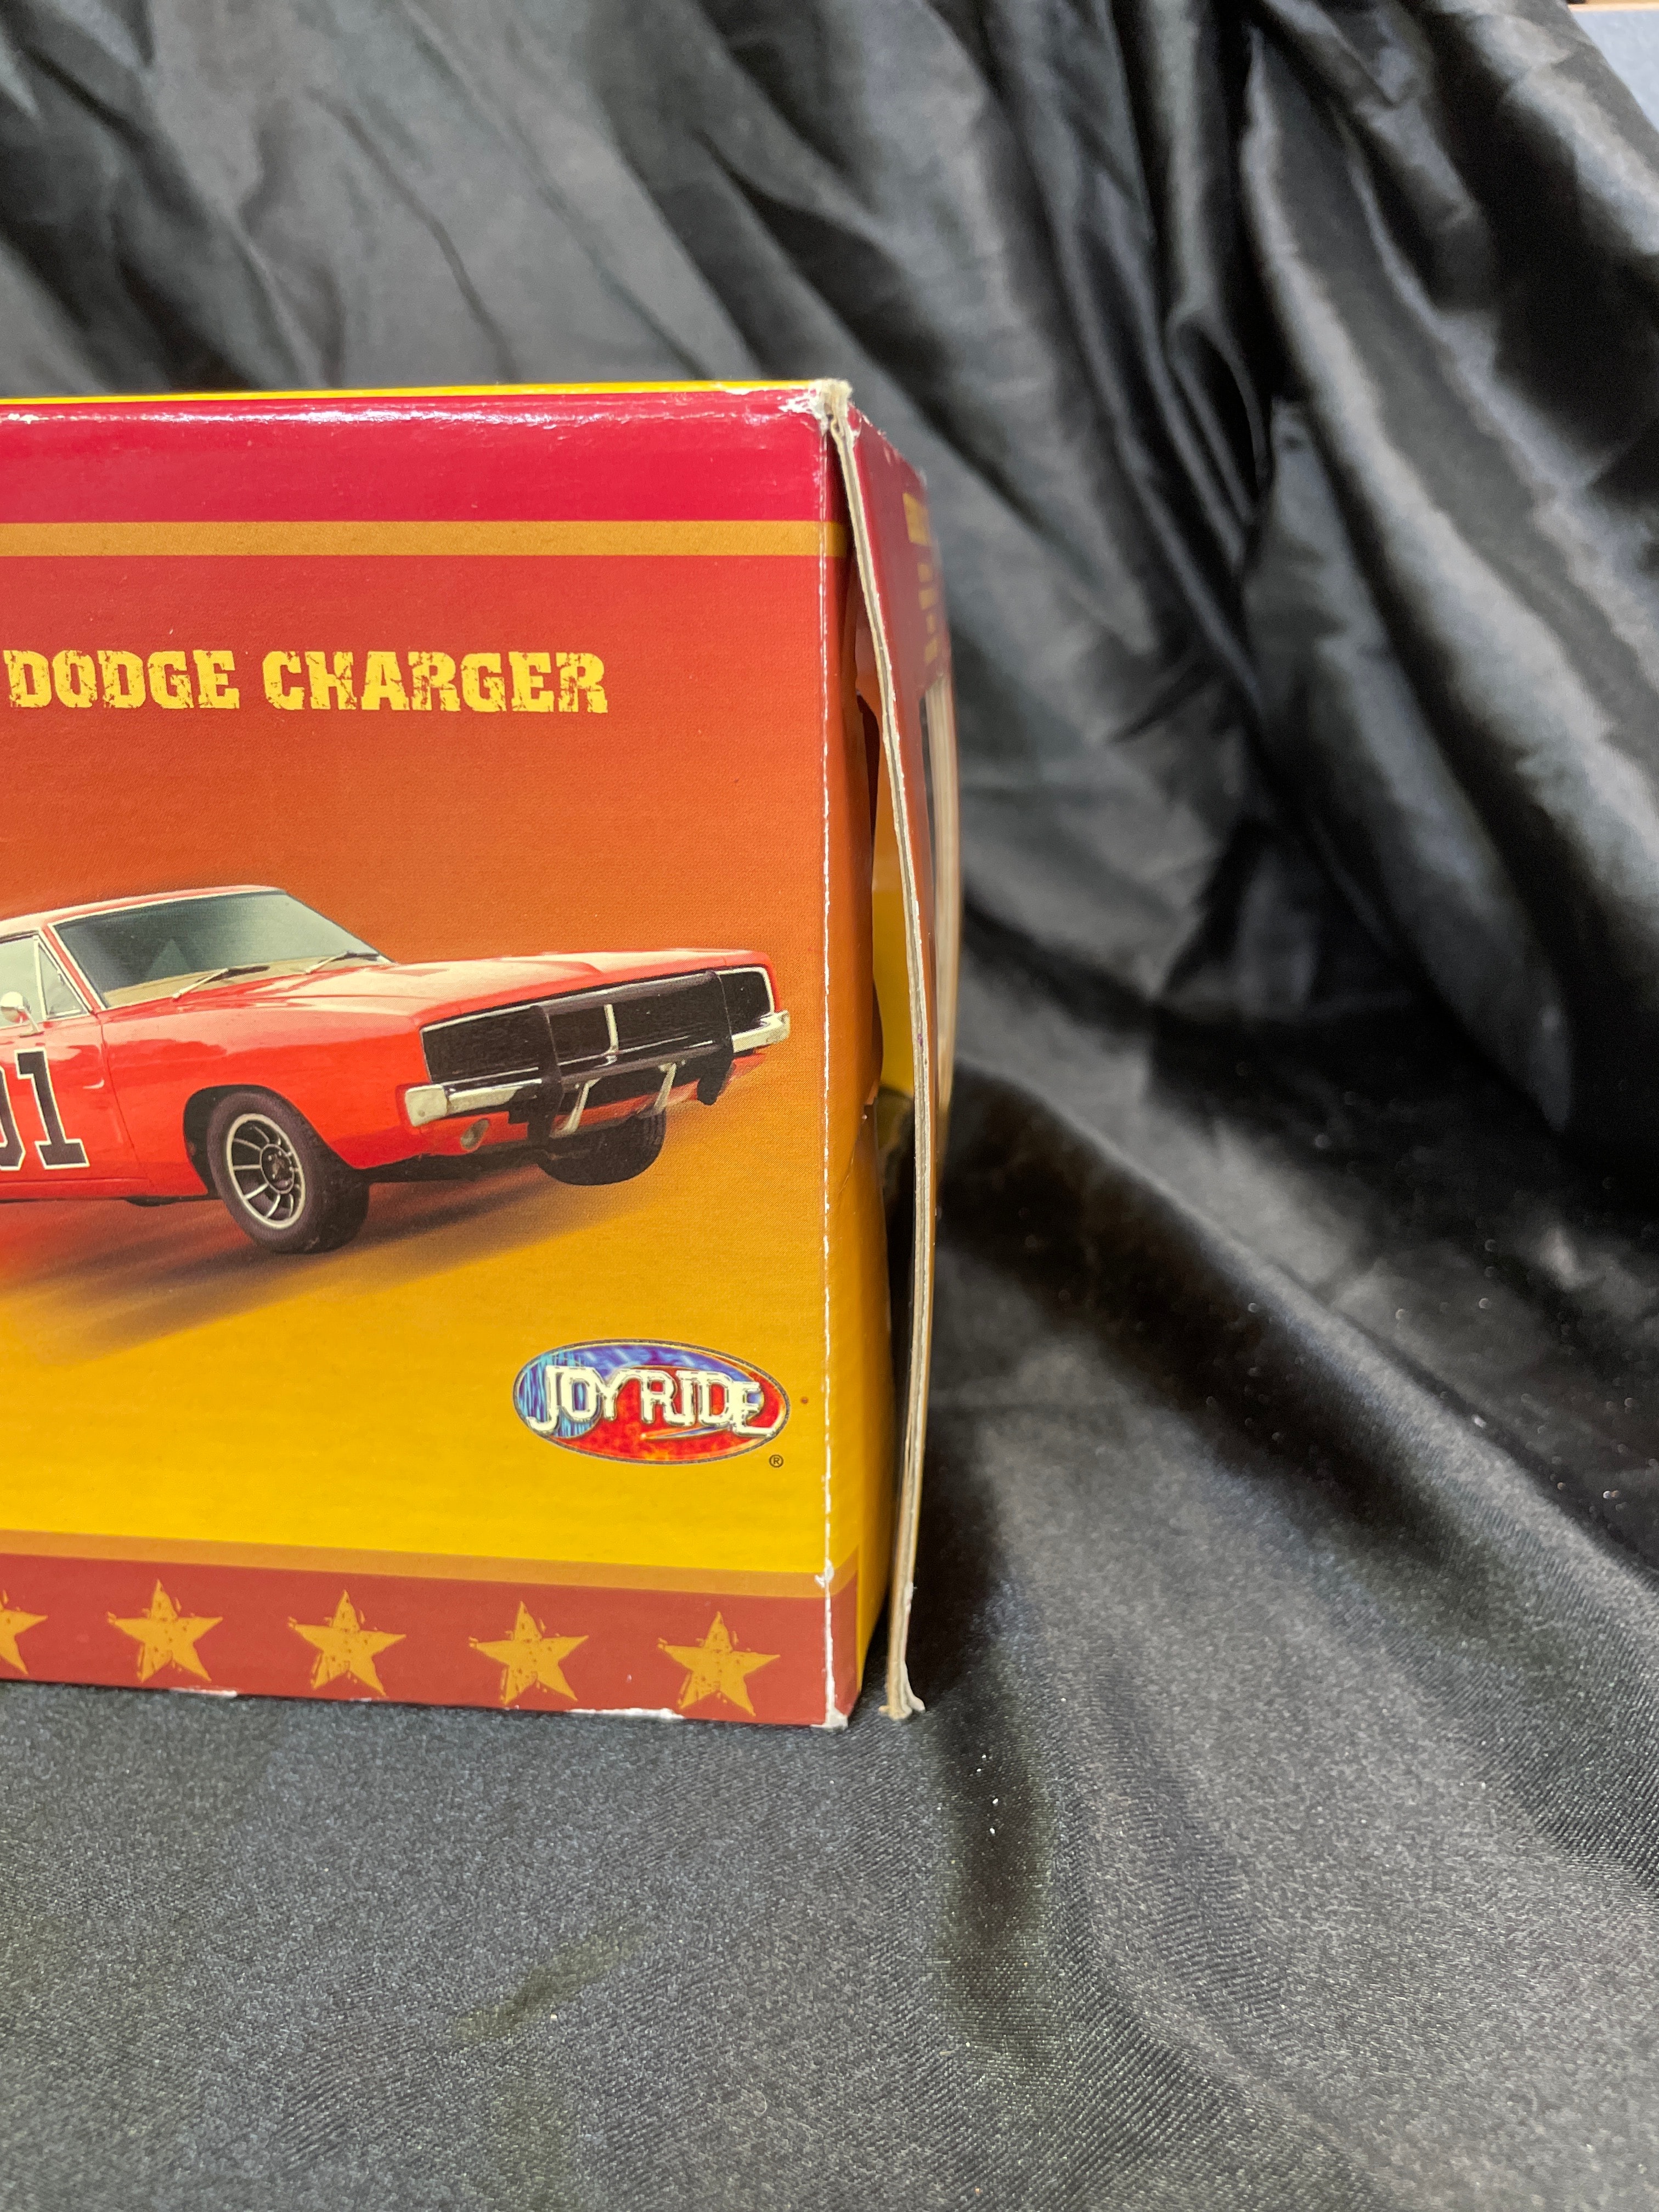 DODGE CHARGER
01
JOYRIDE
®